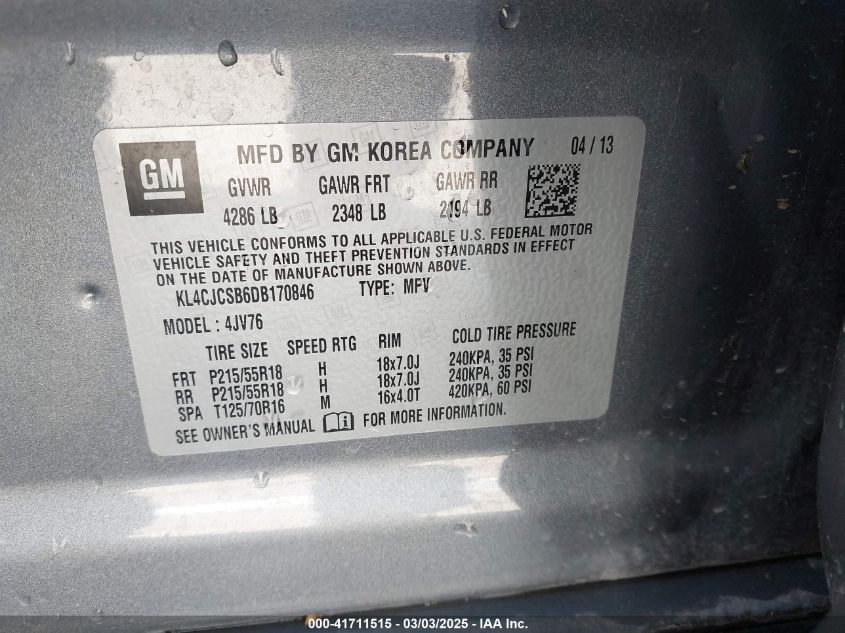 GM
MFD BY GM KOREA COMPANY 04 / 13
GVWR GAWR FRT GAWR RR
4286 LB 2348 LB 2194 LB
THIS VEHICLE CONFORMS TO ALL APPLICABLE U.S. FEDERAL MOTOR
VEHICLE SAFETY AND THEFT PREVENTION STANDARDS IN EFFECT
ON THE DATE OF MANUFACTURE SHOWN ABOVE.
KL4CJCSB6DB170846 TYPE: MPV
MODEL : 4JV76
TIRE SIZE SPEED RTG RIM COLD TIRE PRESSURE
FRT P215/55R18 H 18x7.0J 240KPA, 35 PSI
RR P215/55R18 H 18x7.0J 240KPA, 35 PSI
SPA T125/70R16 M 16x4.0T 420KPA, 60 PSI
SEE OWNER'S MANUAL FOR MORE INFORMATION.
000-41711515 - 03/03/2025 - IAA Inc.